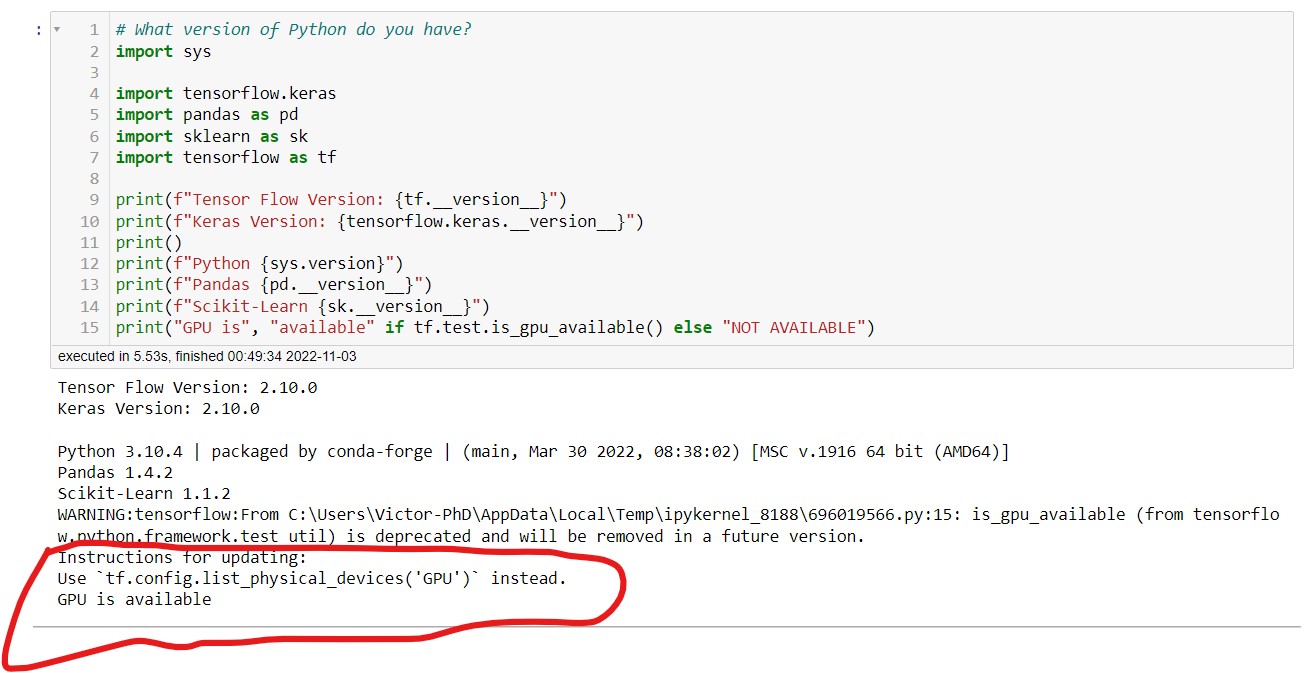 :
1 # What version of Python do you have?
2 import sys
3
4 import tensorflow.keras
5 import pandas as pd
6 import sklearn as sk
7 import tensorflow as tf
8
9 print(f"Tensor Flow Version: {tf.__version__}")
10 print(f"Keras Version: {tensorflow.keras.__version__}")
11 print()
12 print(f"Python {sys.version}")
13 print(f"Pandas {pd.__version__}")
14 print(f"Scikit-Learn {sk.__version__}")
15 print("GPU is", "available" if tf.test.is_gpu_available() else "NOT AVAILABLE")
executed in 5.53s, finished 00:49:34 2022-11-03
Tensor Flow Version: 2.10.0
Keras Version: 2.10.0
Python 3.10.4 | packaged by conda-forge | (main, Mar 30 2022, 08:38:02) [MSC v.1916 64 bit (AMD64)]
Pandas 1.4.2
Scikit-Learn 1.1.2
WARNING:tensorflow:From C:\Users\Victor-PhD\AppData\Local\Temp\ipykernel_8188\696019566.py:15: is_gpu_available (from tensorflo
w.python.framework.test_util) is deprecated and will be removed in a future version.
Instructions for updating:
Use `tf.config.list_physical_devices('GPU')` instead.
GPU is available